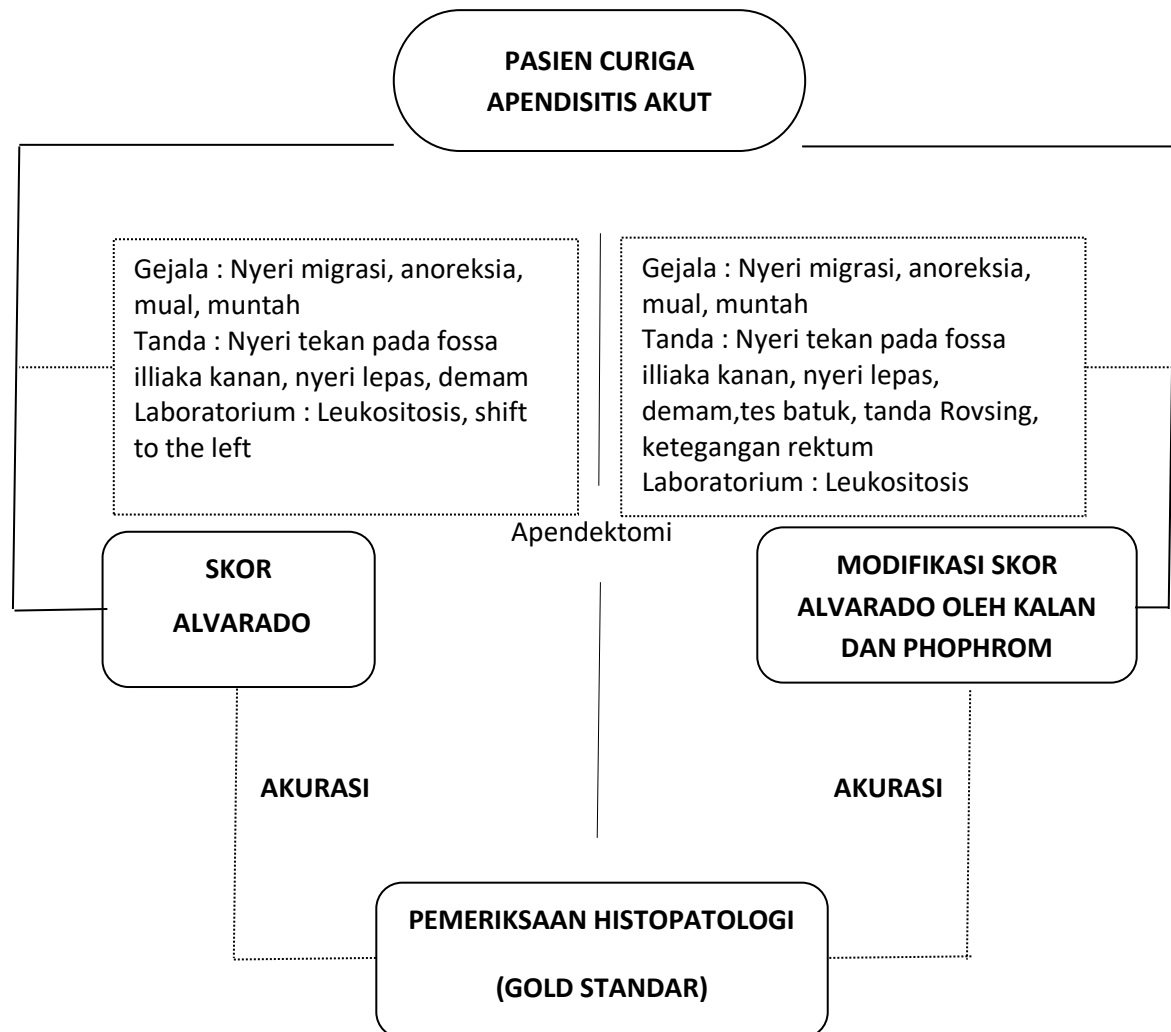 PASIEN CURIGA
APENDISITIS AKUT
Gejala : Nyeri migrasi, anoreksia,
mual, muntah
Tanda : Nyeri tekan pada fossa
illiaka kanan, nyeri lepas, demam
Laboratorium : Leukositosis, shift
to the left
Gejala : Nyeri migrasi, anoreksia,
mual, muntah
Tanda : Nyeri tekan pada fossa
illiaka kanan, nyeri lepas,
demam,tes batuk, tanda Rovsing,
ketegangan rektum
Laboratorium : Leukositosis
Apendektomi
SKOR
ALVARADO
MODIFIKASI SKOR
ALVARADO OLEH KALAN
DAN PHOPHROM
AKURASI
AKURASI
PEMERIKSAAN HISTOPATOLOGI
(GOLD STANDAR)